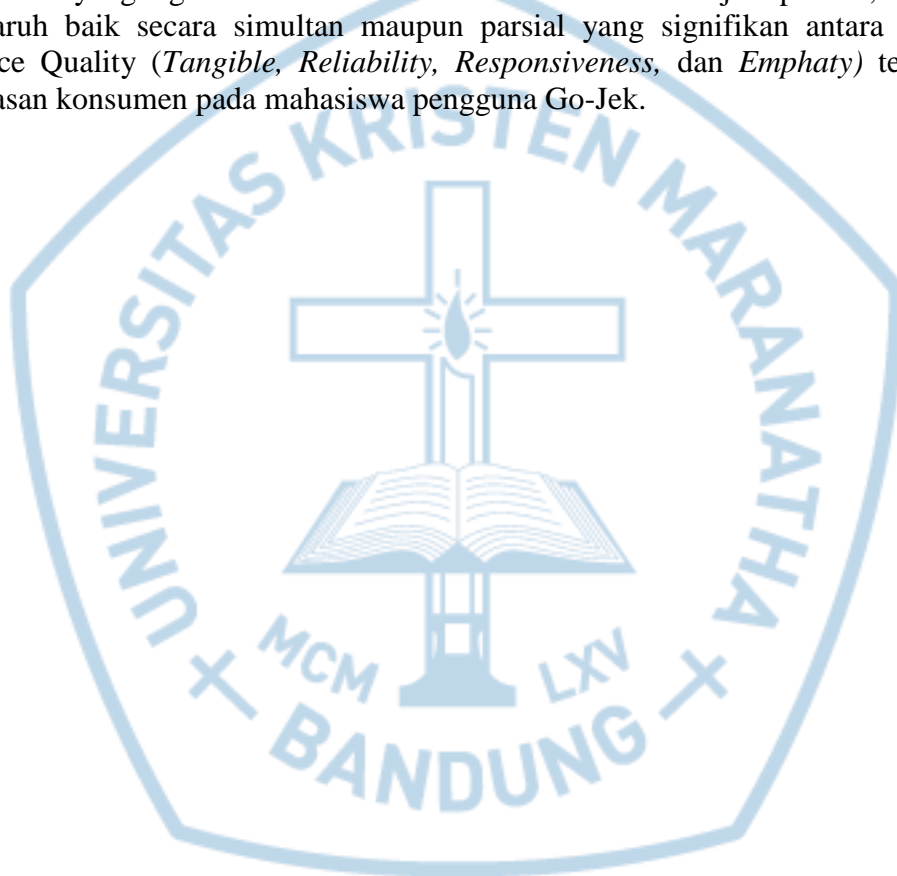 aruh baik secara simultan maupun parsial yang signifikan antara
ce Quality (Tangible, Reliability, Responsiveness, dan Emphaty) te
asan konsumen pada mahasiswa pengguna Go-Jek.
UNIVERSITAS KRISTEN MARANATHA
MCM LXV
BANDUNG